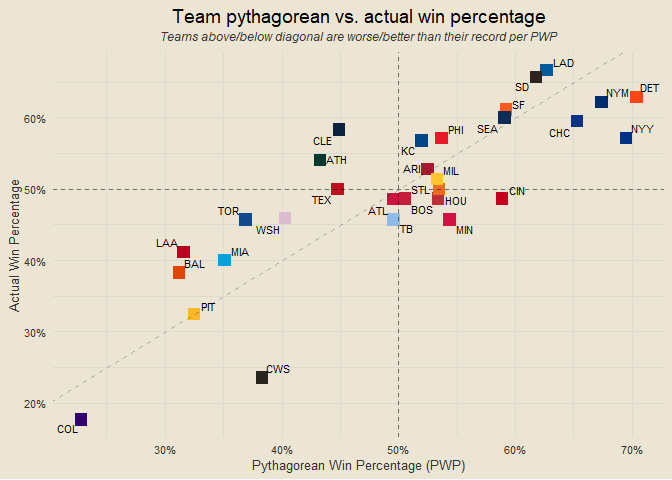 Team pythagorean vs. actual win percentage
Teams above/below diagonal are worse/better than their record per PWP
LAD
SD
DET
NYM
SF
60%
SEA
CHC
NYY
PHI
CLE
KC
ATH
ARI
MIL
50%
TEX
STL
CIN
HOU
TOR
ATL
BOS
WSH
TB
MIN
LAA
MIA
40%
BAL
PIT
30%
CWS
20%
COL
30%
40%
50%
60%
70%
Pythagorean Win Percentage (PWP)
Actual Win Percentage